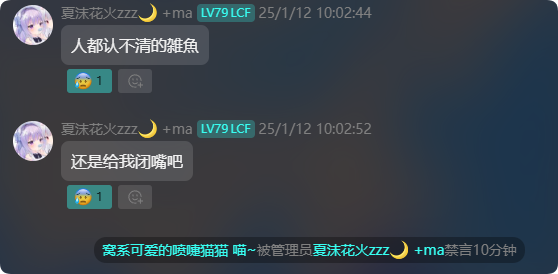 夏沫花火zzz🌙 +ma LV79 LCF 25/1/12 10:02:44
人都认不清的雑魚
😰 1
夏沫花火zzz🌙 +ma LV79 LCF 25/1/12 10:02:52
还是给我闭嘴吧
😰 1
窝系可爱的喷嚏猫猫 喵~被管理员夏沫花火zzz🌙 +ma禁言10分钟